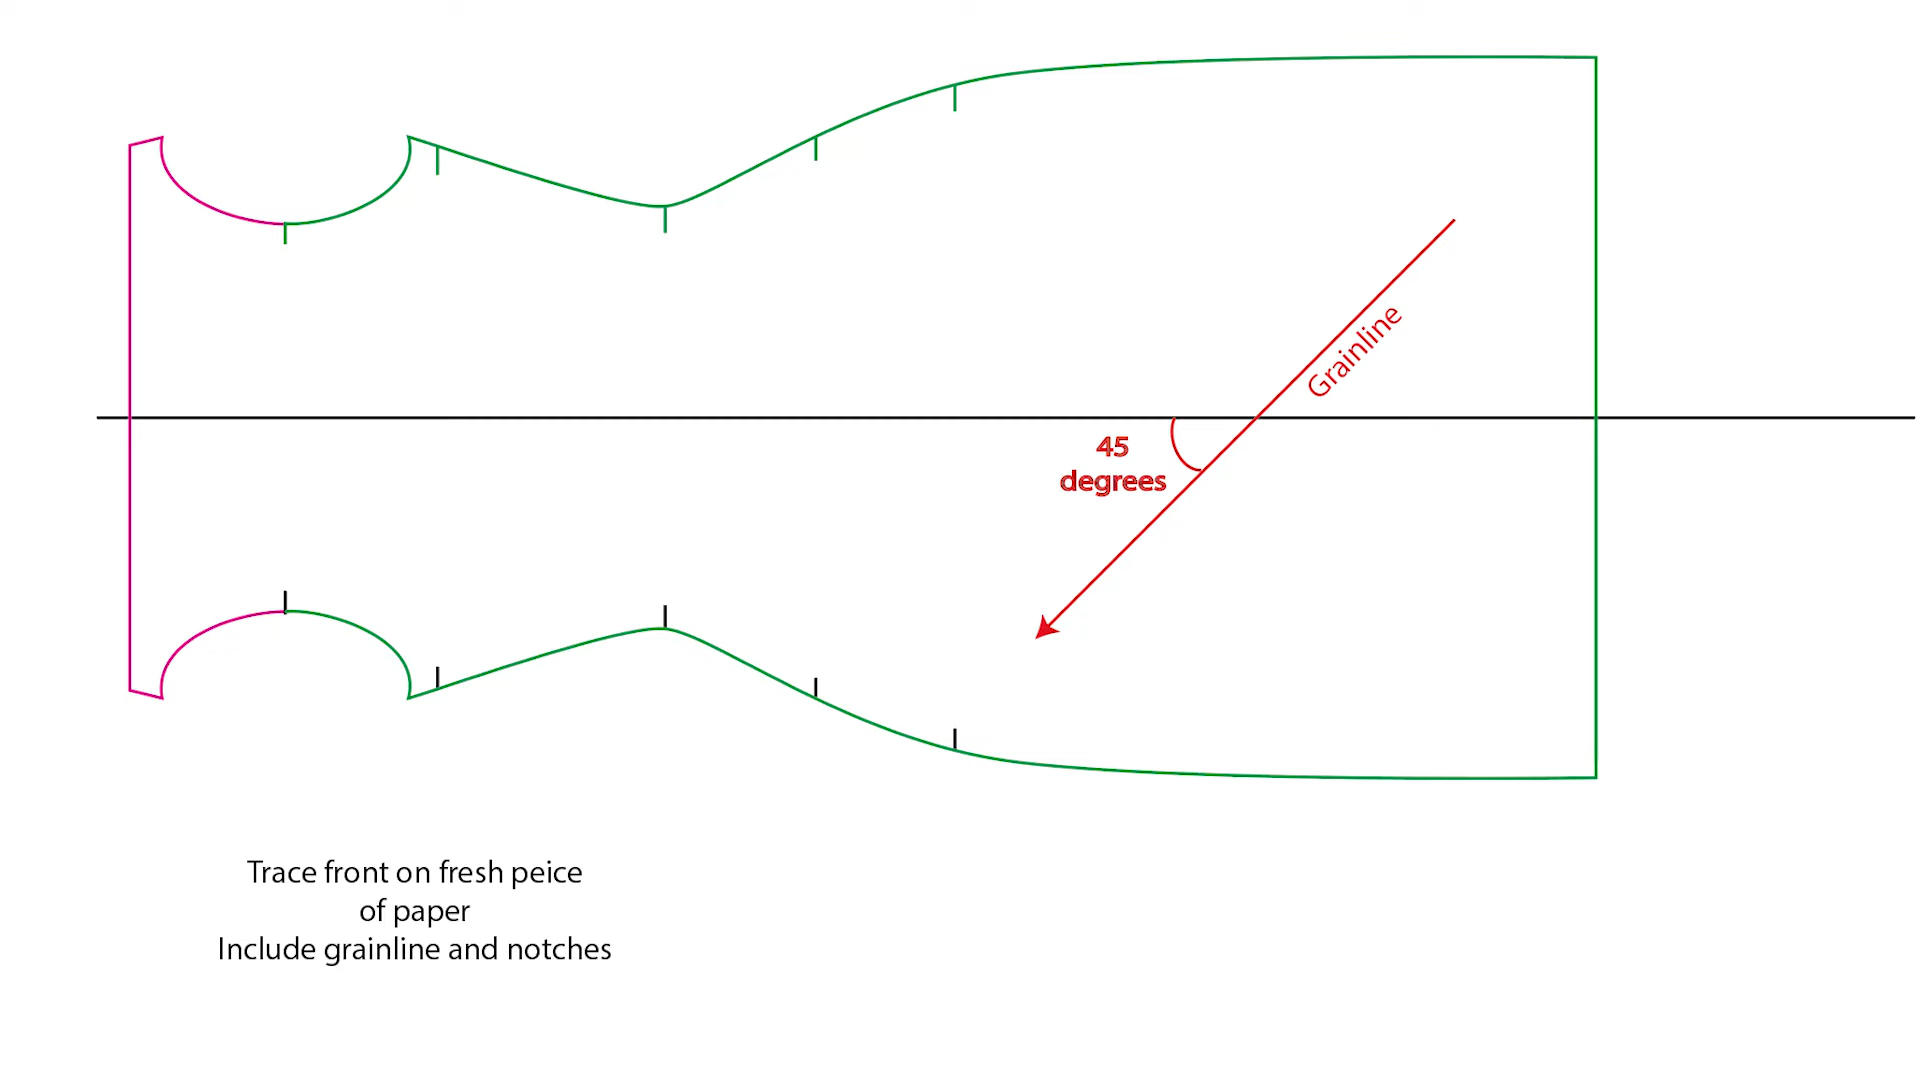 Grainline
45
degrees
Trace front on fresh peice
of paper
Include grainline and notches